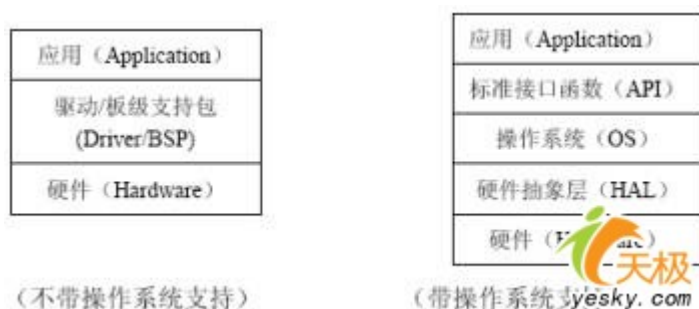 应用（Application）
驱动/板级支持包
(Driver/BSP)
硬件（Hardware）
（不带操作系统支持）
应用（Application）
标准接口函数（API）
操作系统（OS）
硬件抽象层（HAL）
硬件（
（带操作系统支
天极
yesky.com